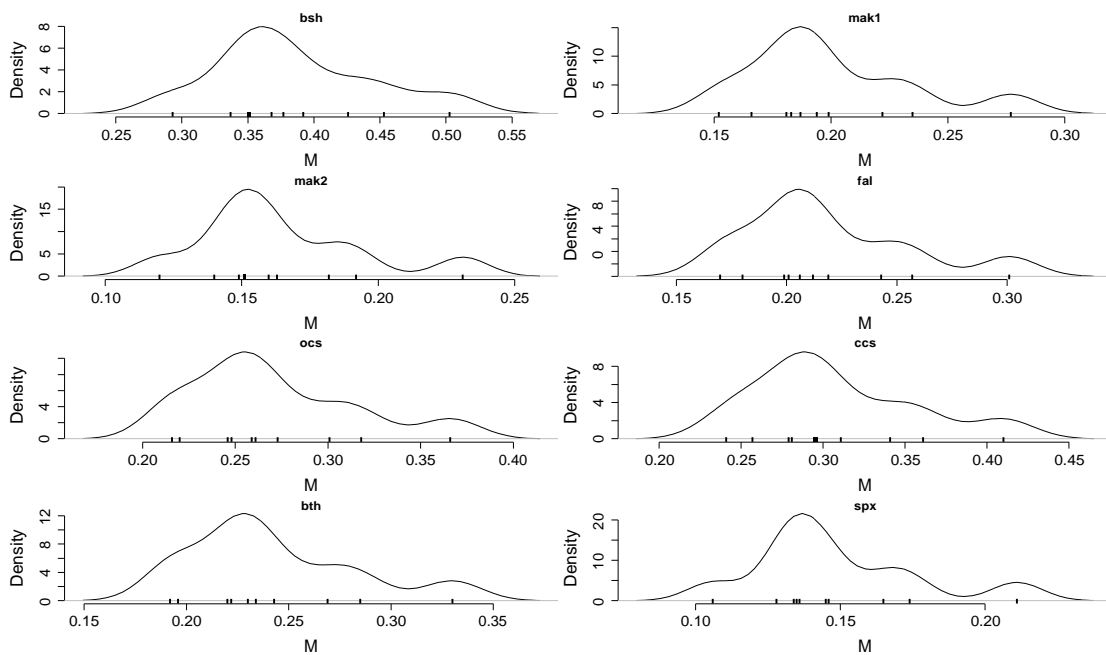 bsh
Density
0 2 4 6 8
0.25 0.30 0.35 0.40 0.45 0.50 0.55
M
mak1
Density
0 5 10
0.15 0.20 0.25 0.30
M
mak2
Density
0 5 15
0.10 0.15 0.20 0.25
M
fal
Density
0 8
0.15 0.20 0.25 0.30
M
ocs
Density
0 4
0.20 0.25 0.30 0.35 0.40
M
ccs
Density
0 4 8
0.20 0.25 0.30 0.35 0.40 0.45
M
bth
Density
0 4 8 12
0.15 0.20 0.25 0.30 0.35
M
spx
Density
0 10 20
0.10 0.15 0.20
M